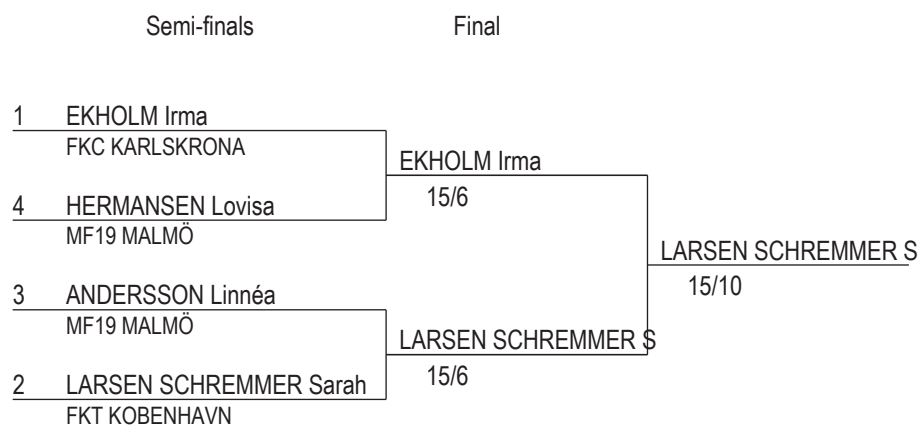 Semi-finals Final
1 EKHOLM Irma
FKC KARLSKRONA
EKHOLM Irma
15/6
4 HERMANSEN Lovisa
MF19 MALMÖ
LARSEN SCHREMMER S
15/10
3 ANDERSSON Linnéa
MF19 MALMÖ
LARSEN SCHREMMER S
15/6
2 LARSEN SCHREMMER Sarah
FKT KOBENHAVN